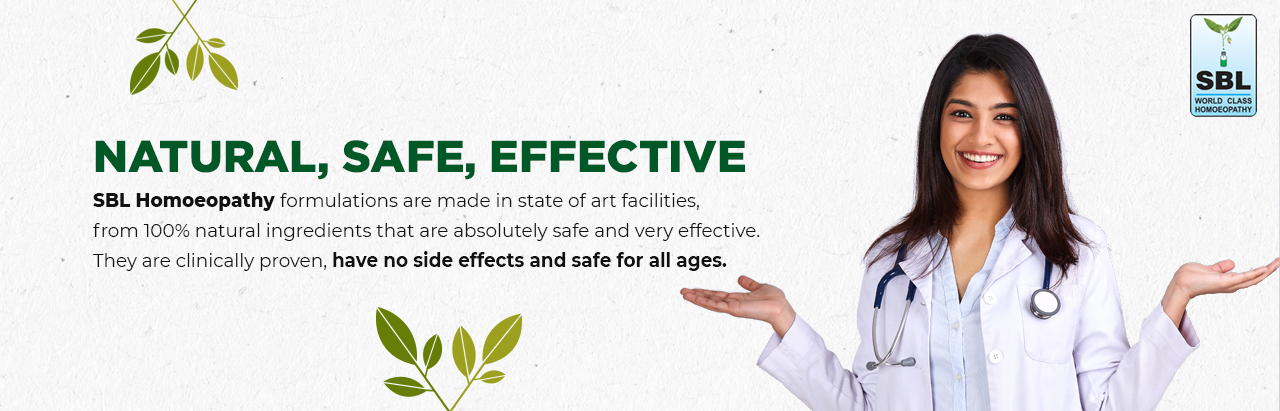 NATURAL, SAFE, EFFECTIVE
SBL Homoeopathy formulations are made in state of art facilities,
from 100% natural ingredients that are absolutely safe and very effective.
They are clinically proven, have no side effects and safe for all ages.
SBL
WORLD CLASS
HOMOEOPATHY